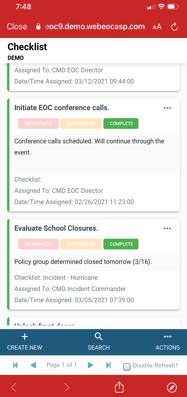 7:48
Close eoc9.demo.webeocasp.com AA
Checklist
DEMO
Assigned To: CMD EOC Director
Date/Time Assigned: 03/12/2021 09:44:00
Initiate EOC conference calls.
INCOMPLETE IN PROGRESS COMPLETE
Conference calls scheduled. Will continue through the
event.
Checklist:
Assigned To: CMD EOC Director
Date/Time Assigned: 02/26/2021 11:23:00
Evaluate School Closures.
INCOMPLETE IN PROGRESS COMPLETE
Policy group determined closed tomorrow (3/16).
Checklist: Incident - Hurricane
Assigned To: CMD Incident Commander
Date/Time Assigned: 03/05/2021 07:39:00
CREATE NEW SEARCH ACTIONS
Page 1 of 1 Disable Refresh?